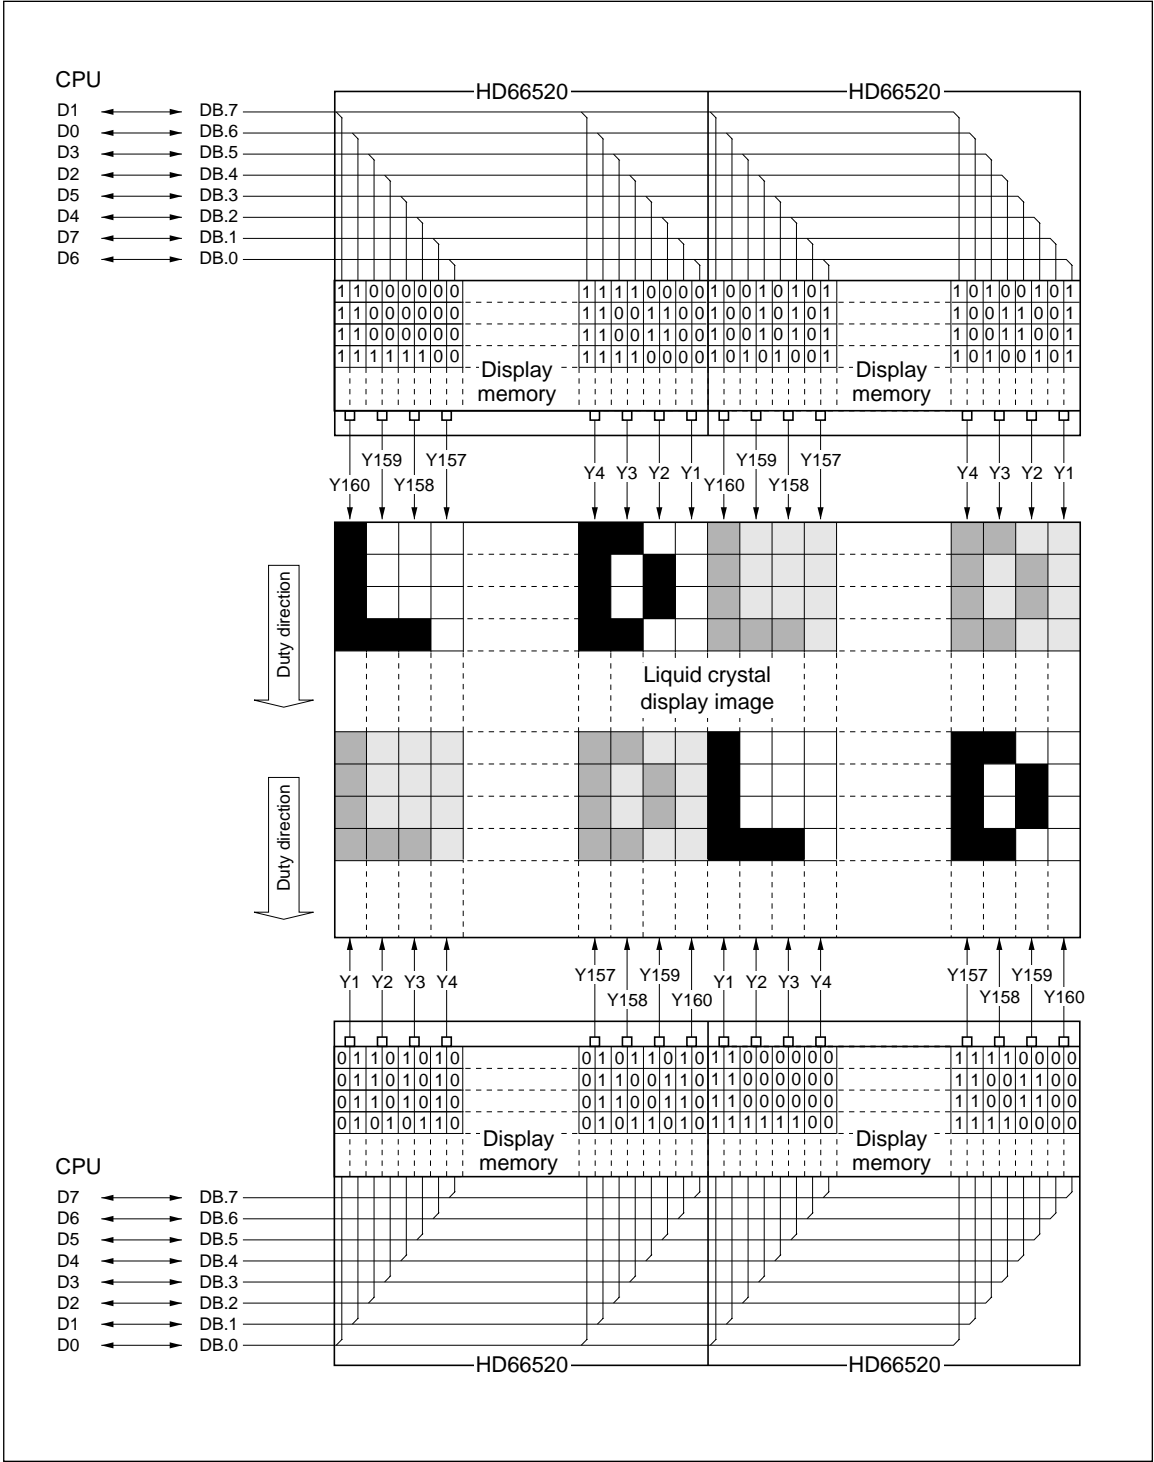 CPU
HD66520 HD66520
D1 DB.7
D0 DB.6
D3 DB.5
D2 DB.4
D5 DB.3
D4 DB.2
D7 DB.1
D6 DB.0
1 1 0 0 0 0 0 0 1 1 1 1 0 0 0 0 1 0 0 1 0 1 0 1 1 0 1 0 0 1 0 1
1 1 0 0 0 0 0 0 1 1 0 0 1 1 0 0 1 0 0 1 0 1 0 1 1 0 0 1 1 0 0 1
1 1 0 0 0 0 0 0 1 1 0 0 1 1 0 0 1 0 0 1 0 1 0 1 1 0 0 1 1 0 0 1
1 1 1 1 1 1 0 0 1 1 1 1 0 0 0 0 1 0 1 0 1 0 0 1 1 0 1 0 0 1 0 1
Display Display
memory memory
Y160 Y159 Y158 Y157 Y4 Y3 Y2 Y1 Y160 Y159 Y158 Y157 Y4 Y3 Y2 Y1
Duty direction
Liquid crystal
display image
Duty direction
Y1 Y2 Y3 Y4 Y157 Y158 Y159 Y160 Y1 Y2 Y3 Y4 Y157 Y158 Y159 Y160
0 1 1 0 1 0 1 0 0 1 0 1 1 0 1 0 1 1 0 0 0 0 0 0 1 1 1 1 0 0 0 0
0 1 1 0 1 0 1 0 0 1 1 0 0 1 1 0 1 1 0 0 0 0 0 0 1 1 0 0 1 1 0 0
0 1 1 0 1 0 1 0 0 1 1 0 0 1 1 0 1 1 0 0 0 0 0 0 1 1 0 0 1 1 0 0
0 1 0 1 0 1 1 0 0 1 0 1 1 0 1 0 1 1 1 1 1 1 0 0 1 1 1 1 0 0 0 0
Display Display
memory memory
CPU
D7 DB.7
D6 DB.6
D5 DB.5
D4 DB.4
D3 DB.3
D2 DB.2
D1 DB.1
D0 DB.0
HD66520 HD66520